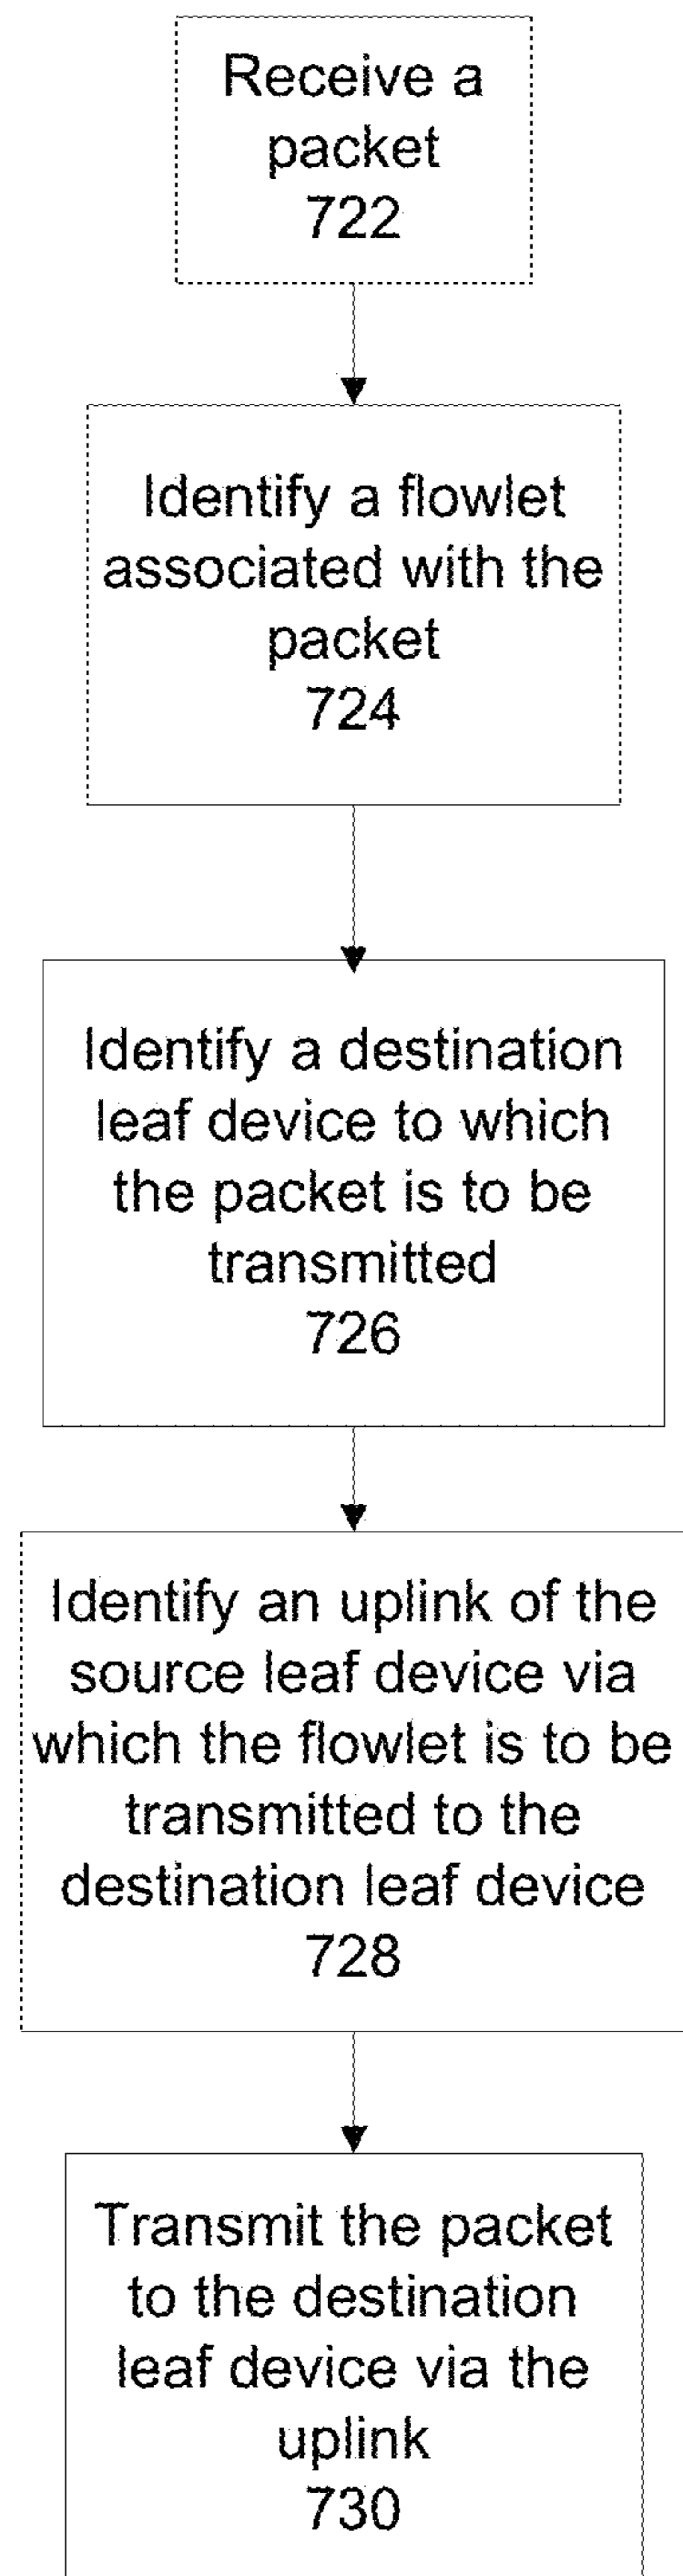 Receive a
packet
722
Identify a flowlet
associated with the
packet
724
Identify a destination
leaf device to which
the packet is to be
transmitted
726
Identify an uplink of the
source leaf device via
which the flowlet is to be
transmitted to the
destination leaf device
728
Transmit the packet
to the destination
leaf device via the
uplink
730